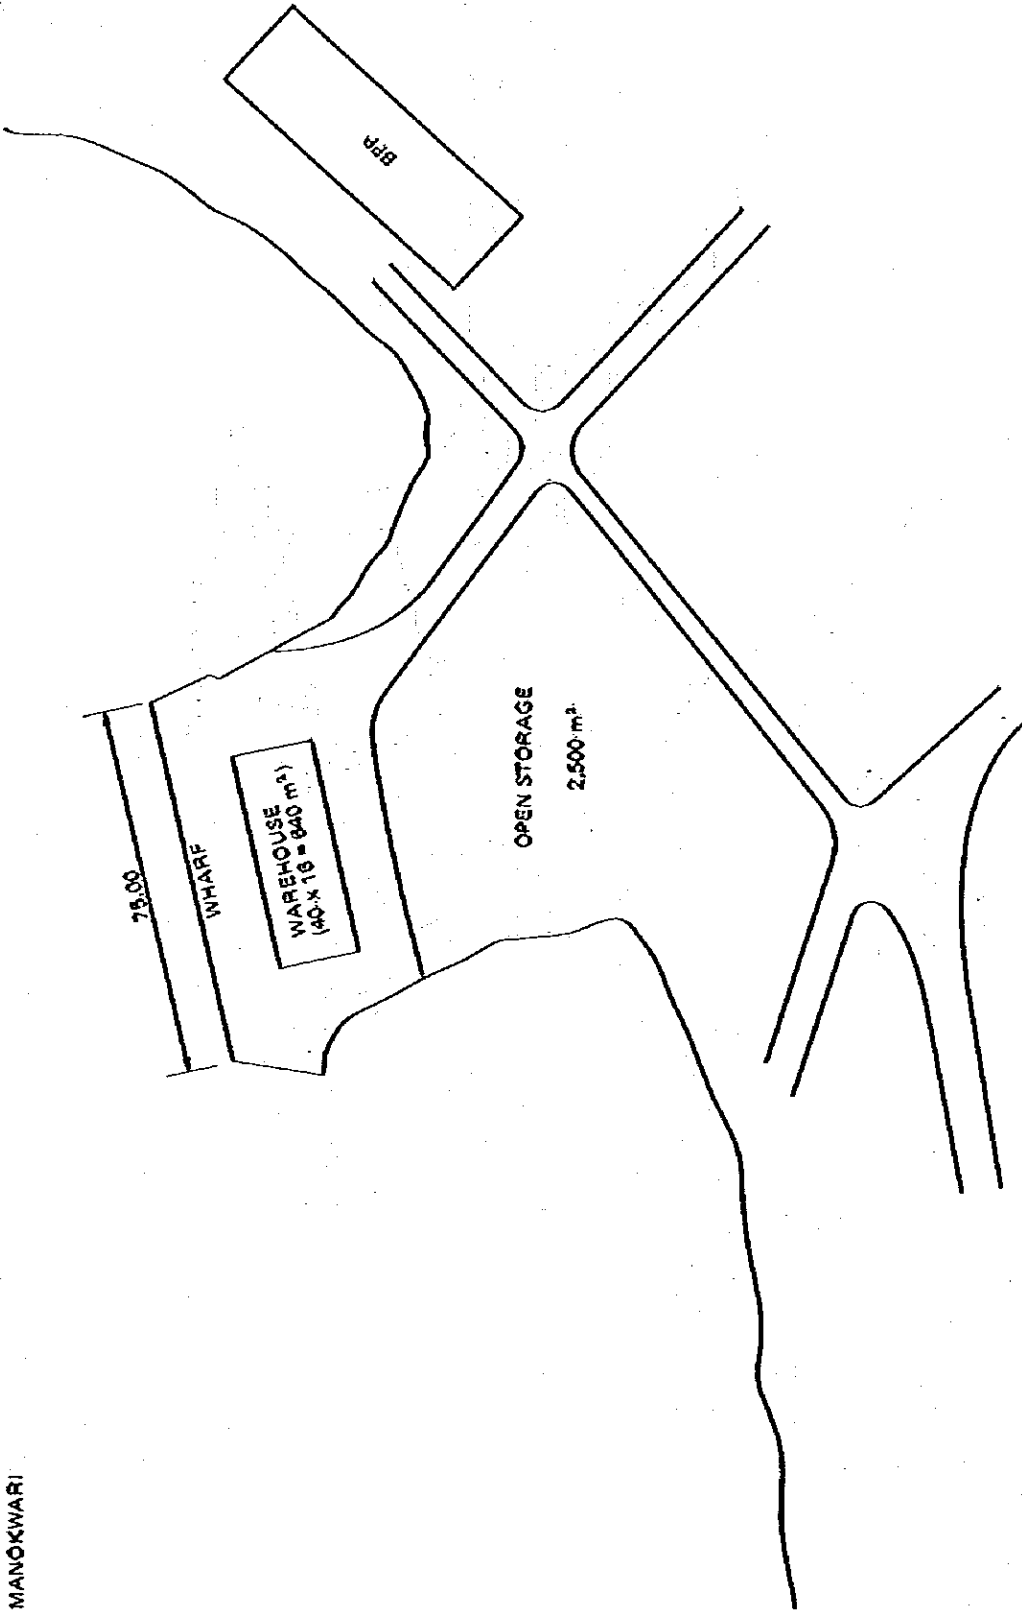 MANOKWARI
75.00
WHARF
WAREHOUSE
(40 x 16 = 640 m²)
OPEN STORAGE
2,500 m²
BPP